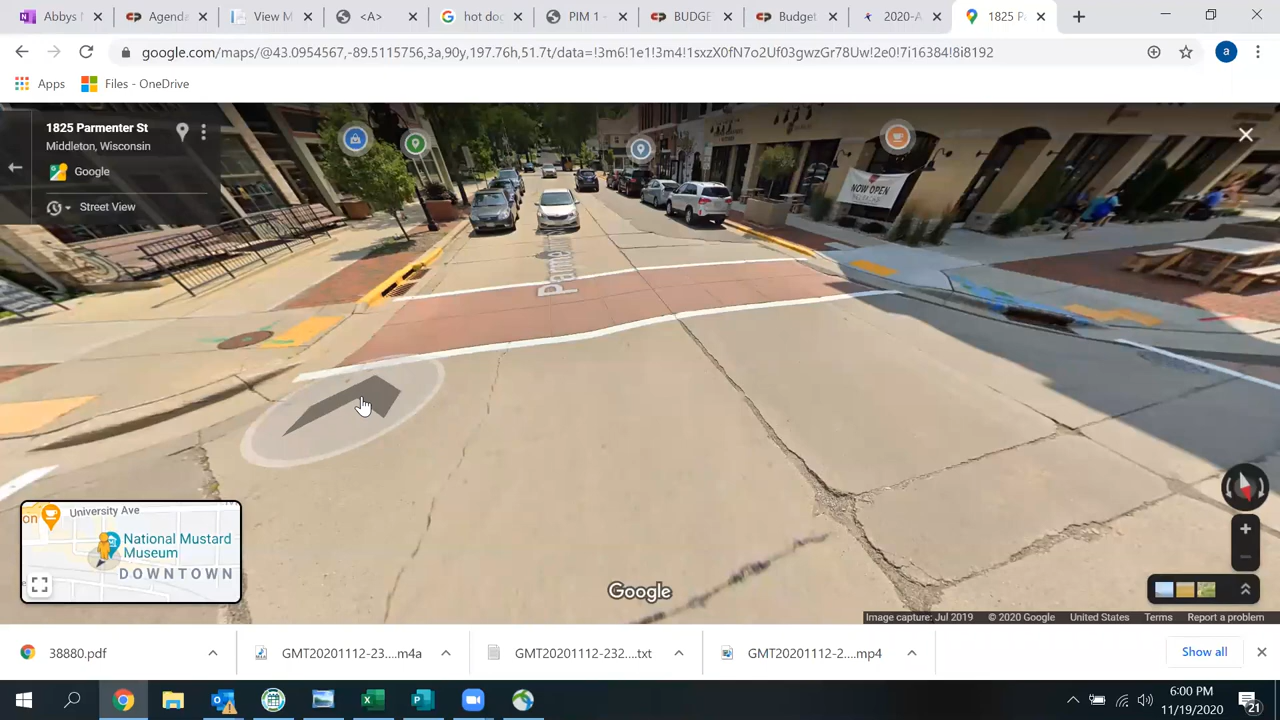 Abbys N
Agenda
View M
<A>
hot dog
PIM 1 -
BUDGE
Budget
2020-A
1825 Pa
google.com/maps/@43.0954567,-89.5115756,3a,90y,197.76h,51.7t/data=!3m6!1e1!3m4!1sxzX0fN7o2Uf03gwzGr78Uw!2e0!7i16384!8i8192
a
Apps
Files - OneDrive
1825 Parmenter St
Middleton, Wisconsin
Google
Street View
NOW OPEN
on
University Ave
National Mustard
Museum
DOWNTOWN
Google
Image capture: Jul 2019 © 2020 Google United States Terms Report a problem
38880.pdf
GMT20201112-23....m4a
GMT20201112-232....txt
GMT20201112-2....mp4
Show all
6:00 PM
11/19/2020
21